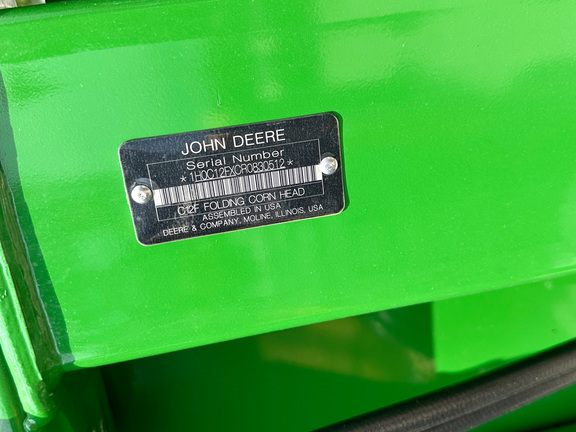 JOHN DEERE
Serial Number
*1H0C12FXCR0830512*
C12F FOLDING CORN HEAD
ASSEMBLED IN USA
DEERE & COMPANY, MOLINE, ILLINOIS, USA